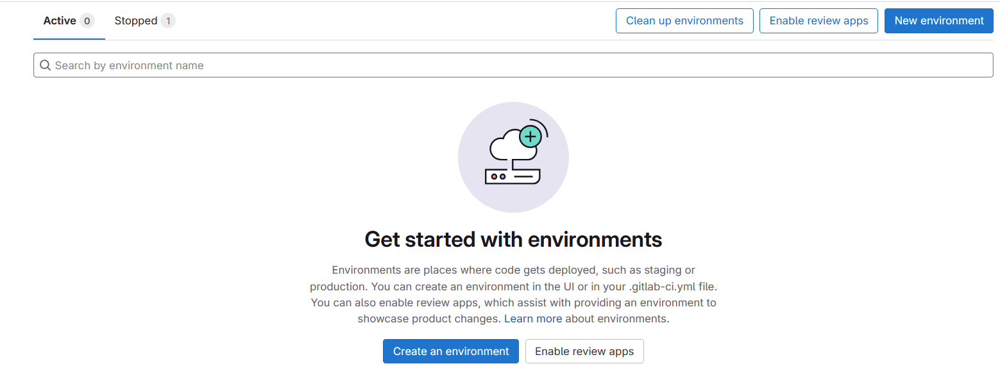 Active 0 Stopped 1 Clean up environments Enable review apps New environment
Search by environment name
Get started with environments
Environments are places where code gets deployed, such as staging or
production. You can create an environment in the UI or in your .gitlab-ci.yml file.
You can also enable review apps, which assist with providing an environment to
showcase product changes. Learn more about environments.
Create an environment Enable review apps